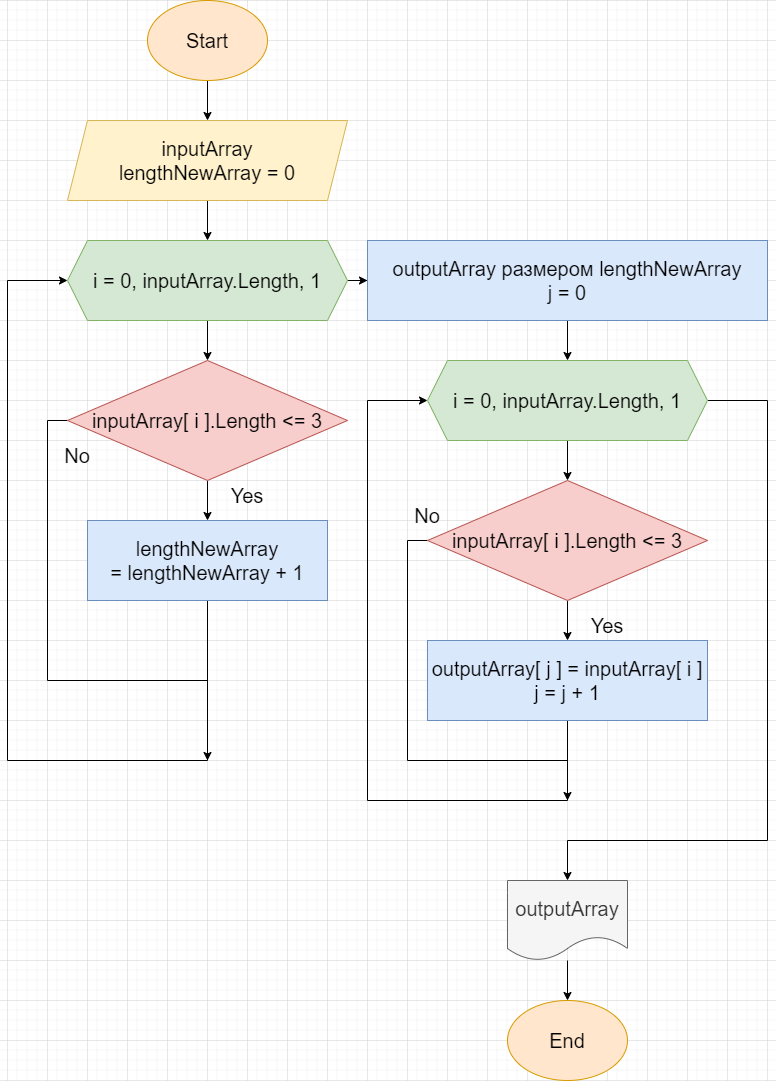 Start
inputArray
lengthNewArray = 0
i = 0, inputArray.Length, 1
inputArray[ i ].Length <= 3
No
Yes
lengthNewArray
= lengthNewArray + 1
outputArray размером lengthNewArray
j = 0
i = 0, inputArray.Length, 1
No
inputArray[ i ].Length <= 3
Yes
outputArray[ j ] = inputArray[ i ]
j = j + 1
outputArray
End